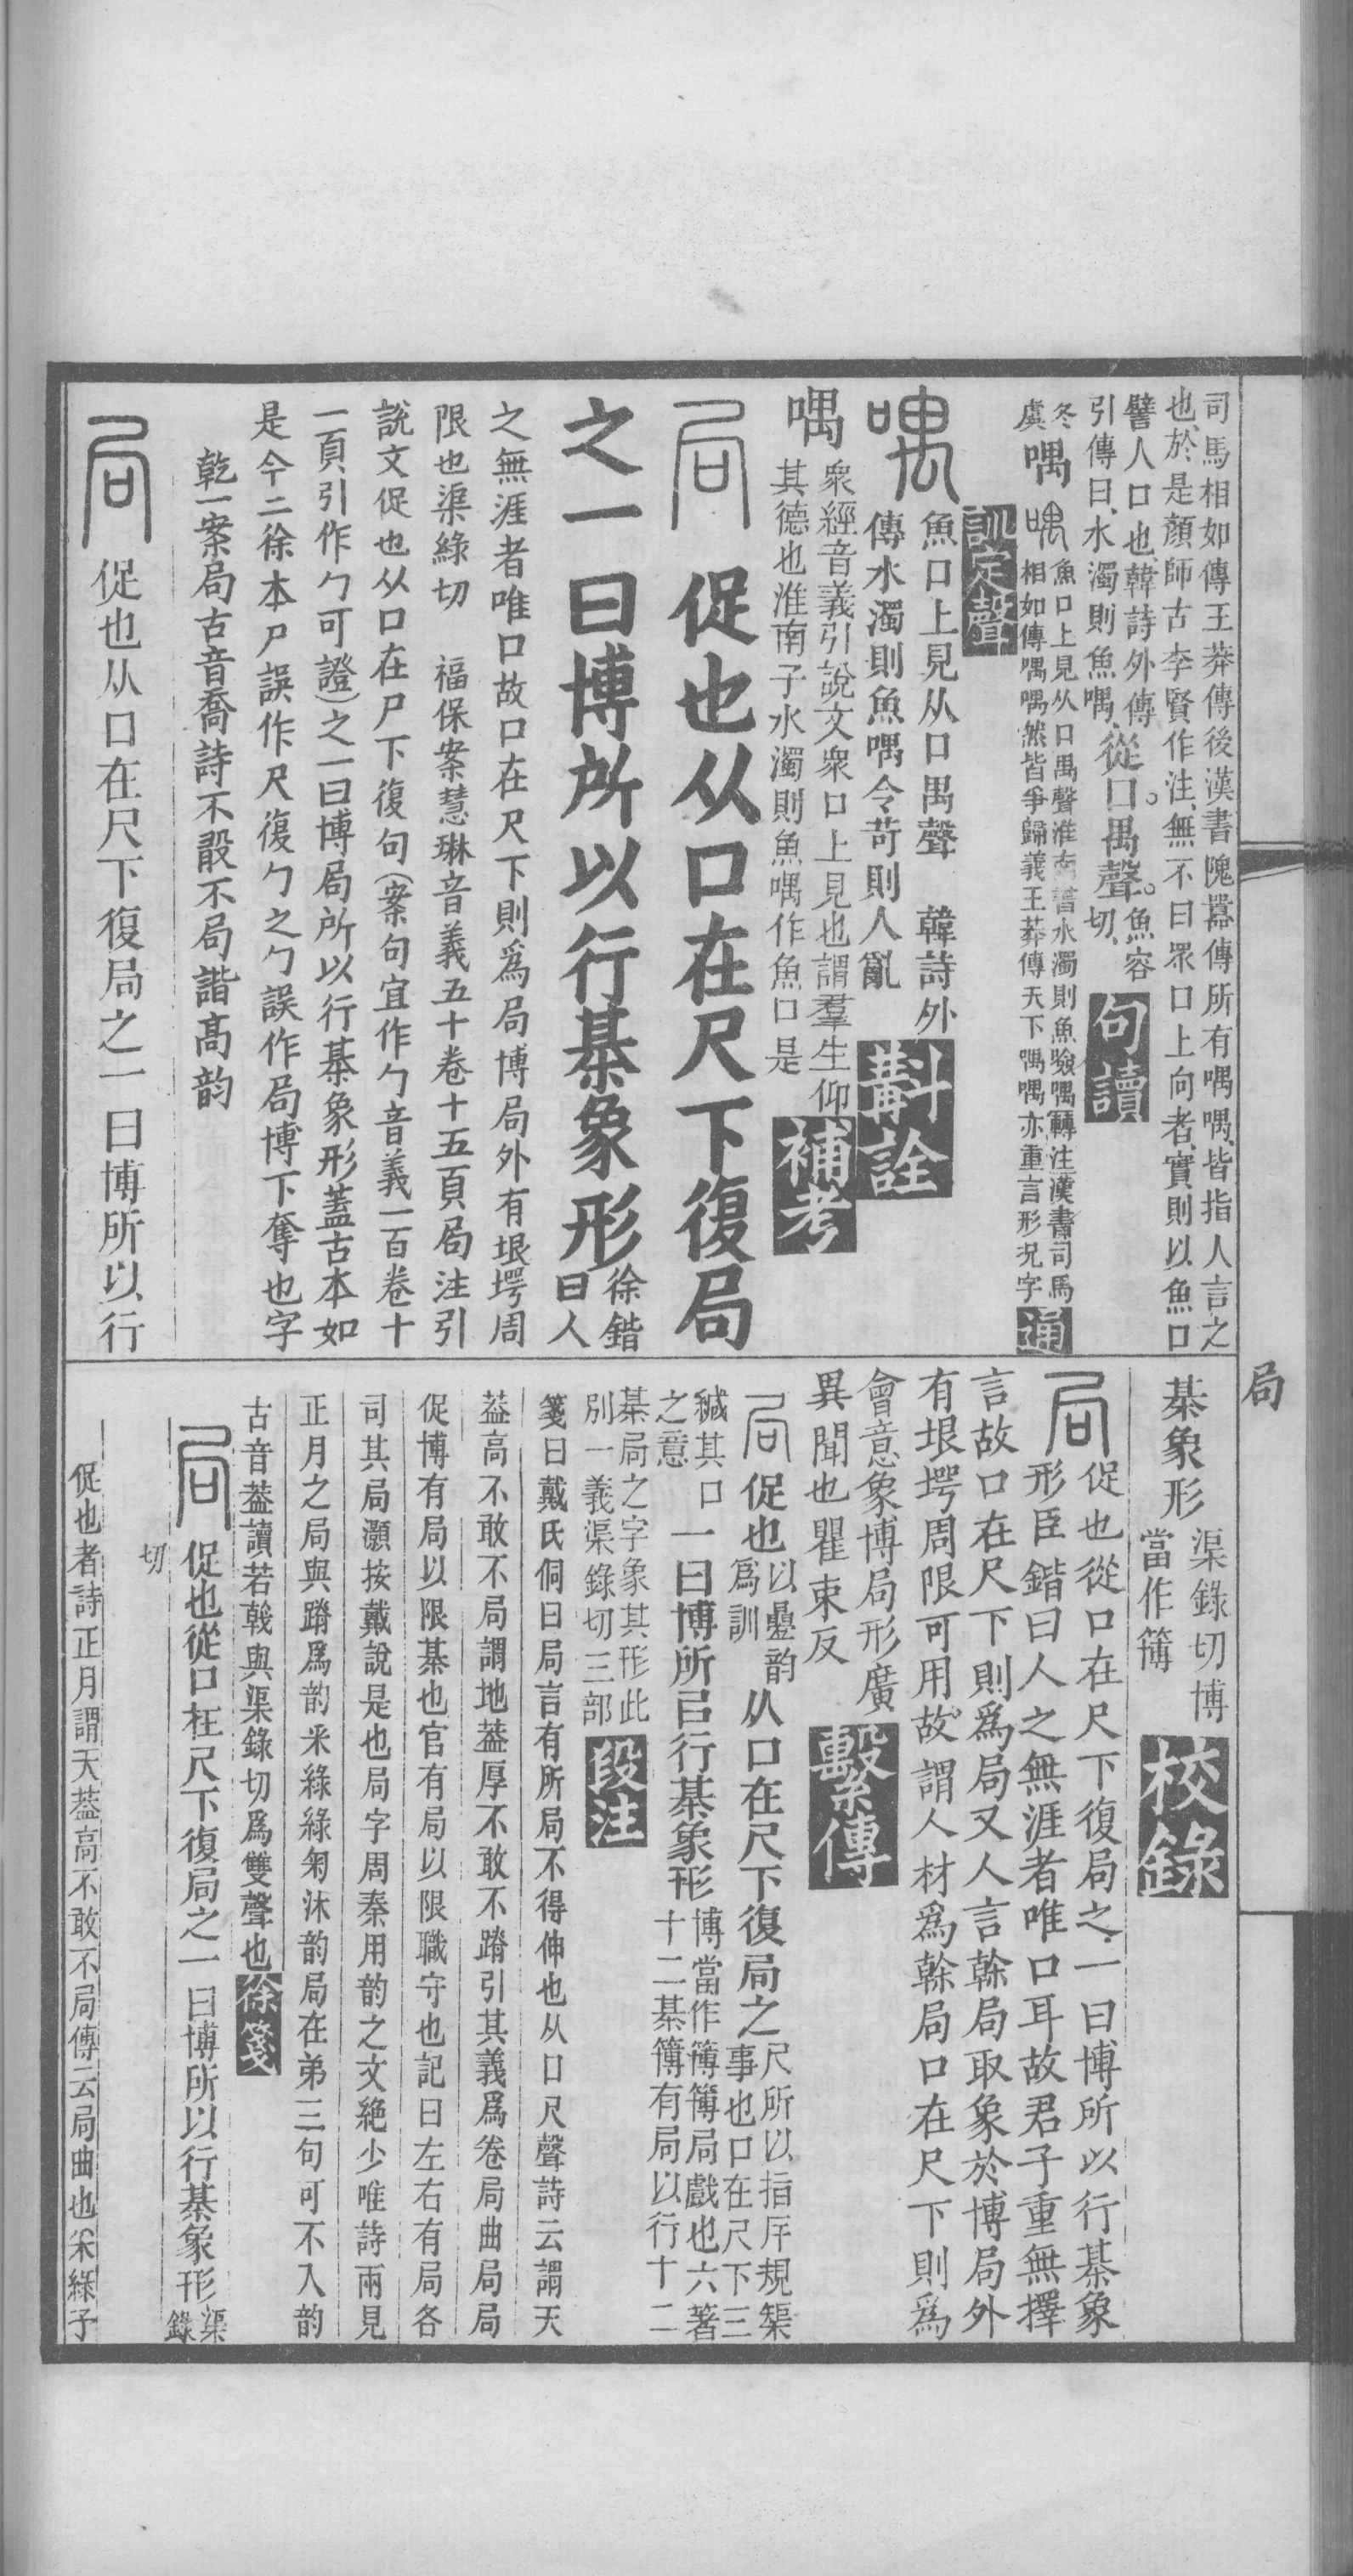 司馬相如傳王莽傳後漢書隗囂傳所有喁喁、皆指人言之
也、於是顏師古李賢作注、無不曰眾口上向者、實則以魚口
譬人口也、韓詩外傳
引傳曰、水濁則魚喁、從口。禺聲。魚容
切、
句讀
冬
虞
喁
魚口上見从口禺聲淮南書水濁則魚噞喁轉注漢書司馬
相如傳喁喁然皆爭歸義王莽傳天下喁喁亦重言形況字
通
訓定聲
喁
魚口上見从口禺聲 韓詩外
傳水濁則魚喁令苛則人亂
斠詮
喁
衆經音義引說文衆口上見也謂羣生仰
其德也淮南子水濁則魚喁作魚口是
補考
局
促也从口在尺下復局
之一曰博所以行棊象形
徐鍇
曰人
之無涯者唯口故口在尺下則爲局博局外有垠堮周
限也渠綠切 福保案慧琳音義五十卷十五頁局注引
說文促也从口在尸下復句(案句宜作勹音義一百卷十
一頁引作勹可證)之一曰博局所以行棊象形蓋古本如
是今二徐本尸誤作尺復勹之勹誤作局博下奪也字
乾一案局古音喬詩不敢不局諧高韵
局
促也从口在尺下復局之一曰博所以行
棊象形
渠錄切博
當作簙
校錄
局
促也從口在尺下復局之一曰博所以行棊象
形臣鍇曰人之無涯者唯口耳故君子重無擇
言故口在尺下則爲局又人言榦局取象於博局外
有垠堮周限可用故謂人材爲榦局口在尺下則爲
會意象博局形廣
異聞也瞿束反
繫傳
局
促也
以疊韵
爲訓
从口在尺下復局之
尺所以指㡿規榘
事也口在尺下三
緘其口
之意
一曰博所㠯行棊象形
博當作簙簙局戲也六箸
十二棊簙有局以行十二
棊局之字象其形此
別一義渠錄切三部
段注
箋曰戴氏侗曰局言有所局不得伸也从口尺聲詩云謂天
葢高不敢不局謂地葢厚不敢不蹐引其義爲卷局曲局局
促博有局以限棊也官有局以限職守也記曰左右有局各
司其局灝按戴說是也局字周秦用韵之文絕少唯詩兩見
正月之局與蹐爲韵釆綠綠匊沐韵局在弟三句可不入韵
古音葢讀若戟與渠錄切爲雙聲也
徐箋
局
促也從口在尺下復局之一曰博所以行棊象形
渠
錄
切
促也者詩正月謂天葢高不敢不局傳云局曲也釆綠予
局